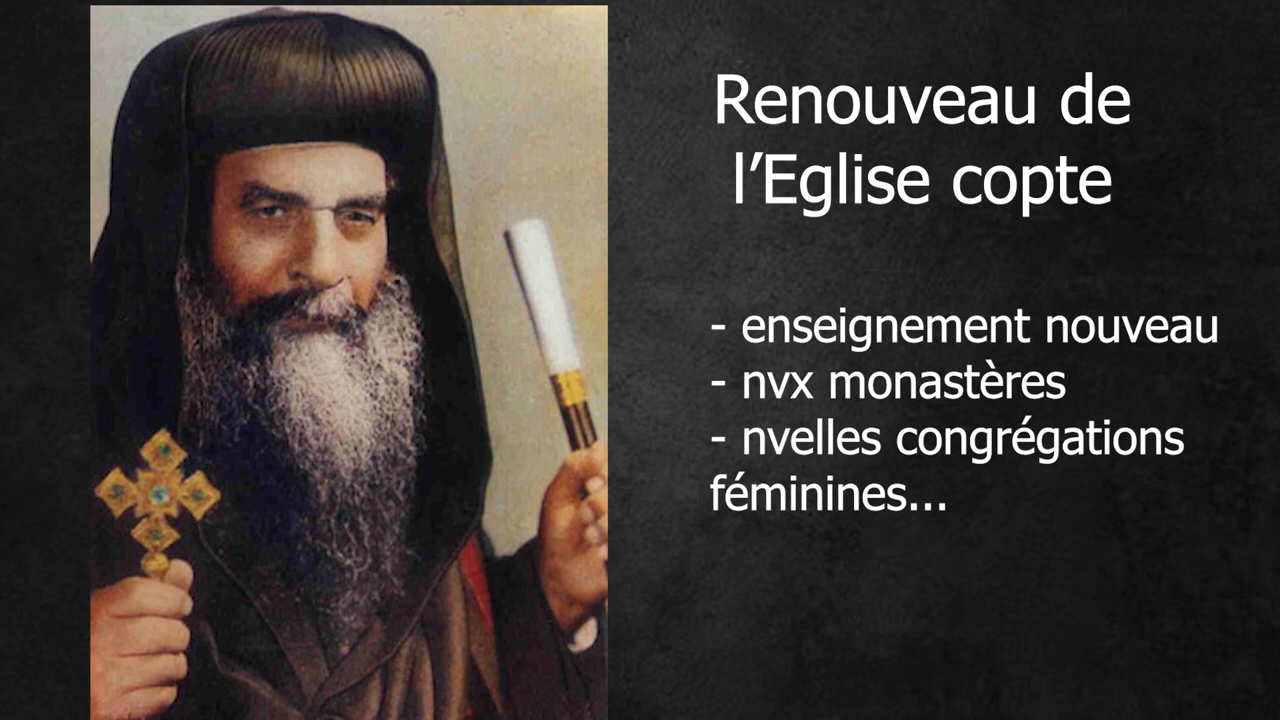 Renouveau de
l’Eglise copte
- enseignement nouveau
- nvx monastères
- nvelles congrégations
féminines...